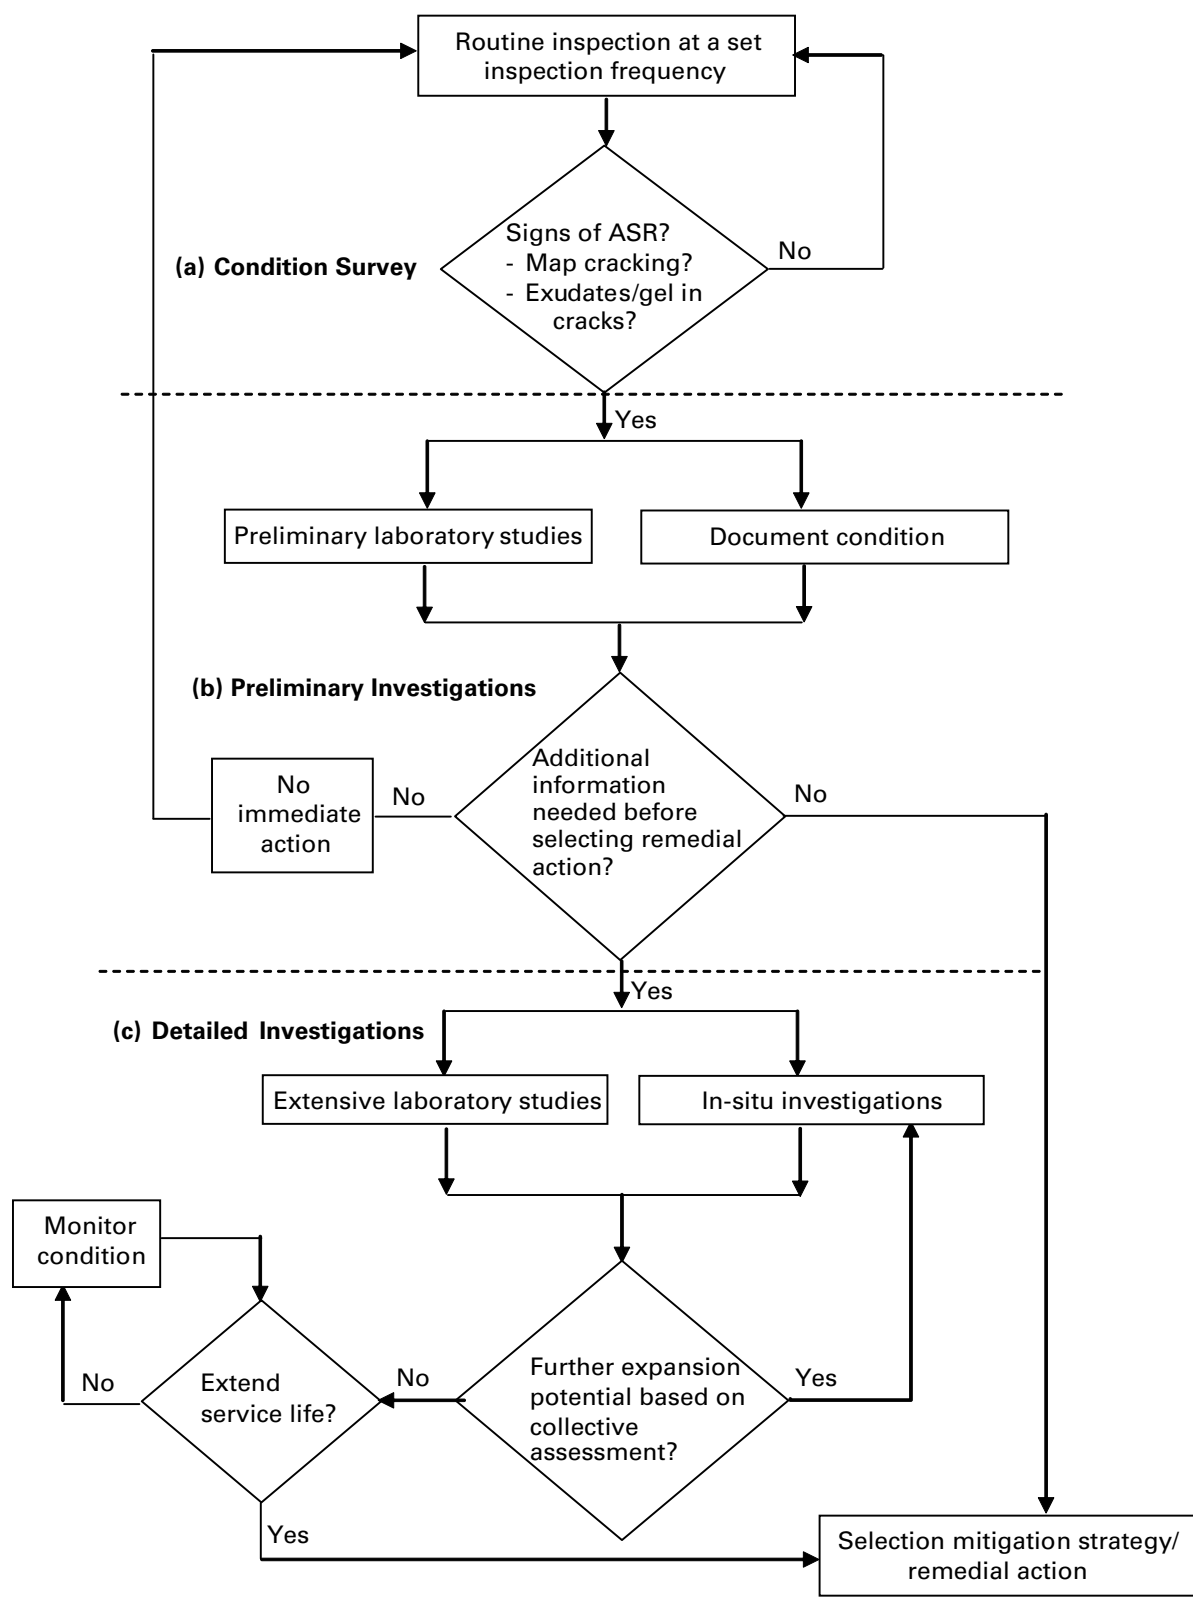 Routine inspection at a set
inspection frequency
Signs of ASR?
- Map cracking?
- Exudates/gel in
cracks?
No
(a) Condition Survey
Yes
Preliminary laboratory studies
Document condition
(b) Preliminary Investigations
Additional
information
needed before
selecting remedial
action?
No
immediate
action
No
No
Yes
(c) Detailed Investigations
Extensive laboratory studies
In-situ investigations
Monitor
condition
Further expansion
potential based on
collective
assessment?
Yes
No
Extend
service life?
No
Yes
Selection mitigation strategy/
remedial action